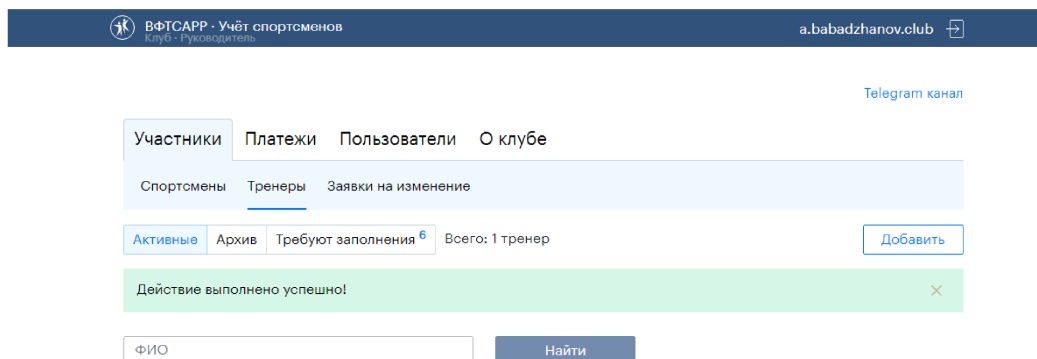 ВФТСАРР · Учёт спортсменов
Клуб - Руководитель
a.babadzhanov.club
Telegram канал
Участники Платежи Пользователи О клубе
Спортсмены Тренеры Заявки на изменение
Активные Архив Требуют заполнения 6 Всего: 1 тренер Добавить
Действие выполнено успешно!
ФИО Найти